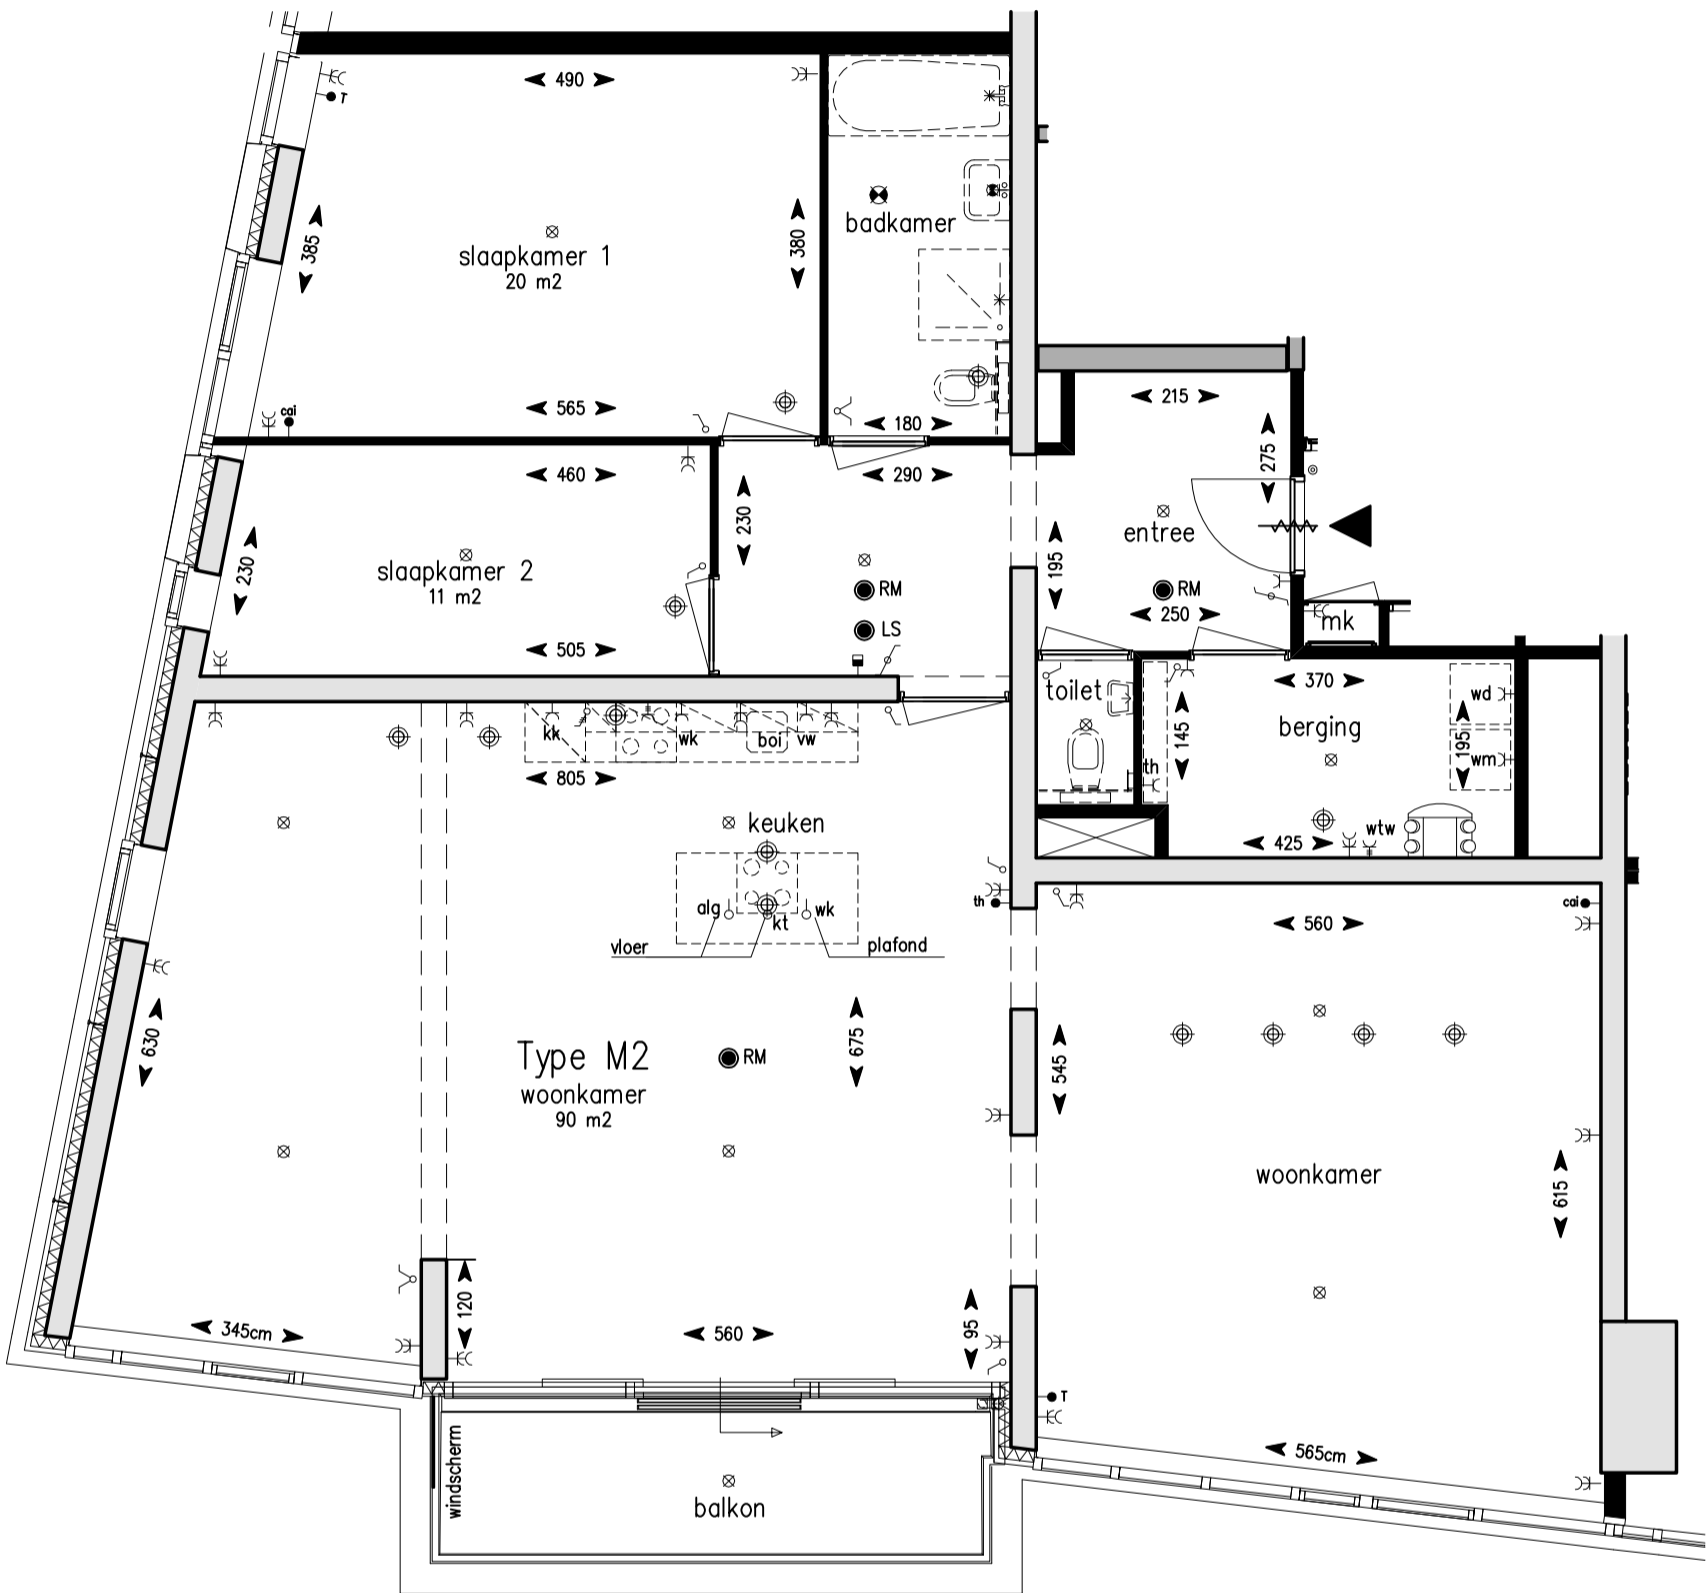 490
T
385
slaapkamer 1
20 m2
380
badkamer
565
cai
180
215
275
460
290
230
entree
195
slaapkamer 2
11 m2
230
RM
RM
250
LS
mk
505
toilet
370
wd
berging
145
195
wm
th
kk
wk
boi
vw
805
keuken
425
wtw
alg
kt
wk
vloer
plafond
th
cai
560
630
Type M2
woonkamer
90 m2
RM
675
545
woonkamer
615
345cm
120
560
95
T
565cm
windscherm
balkon